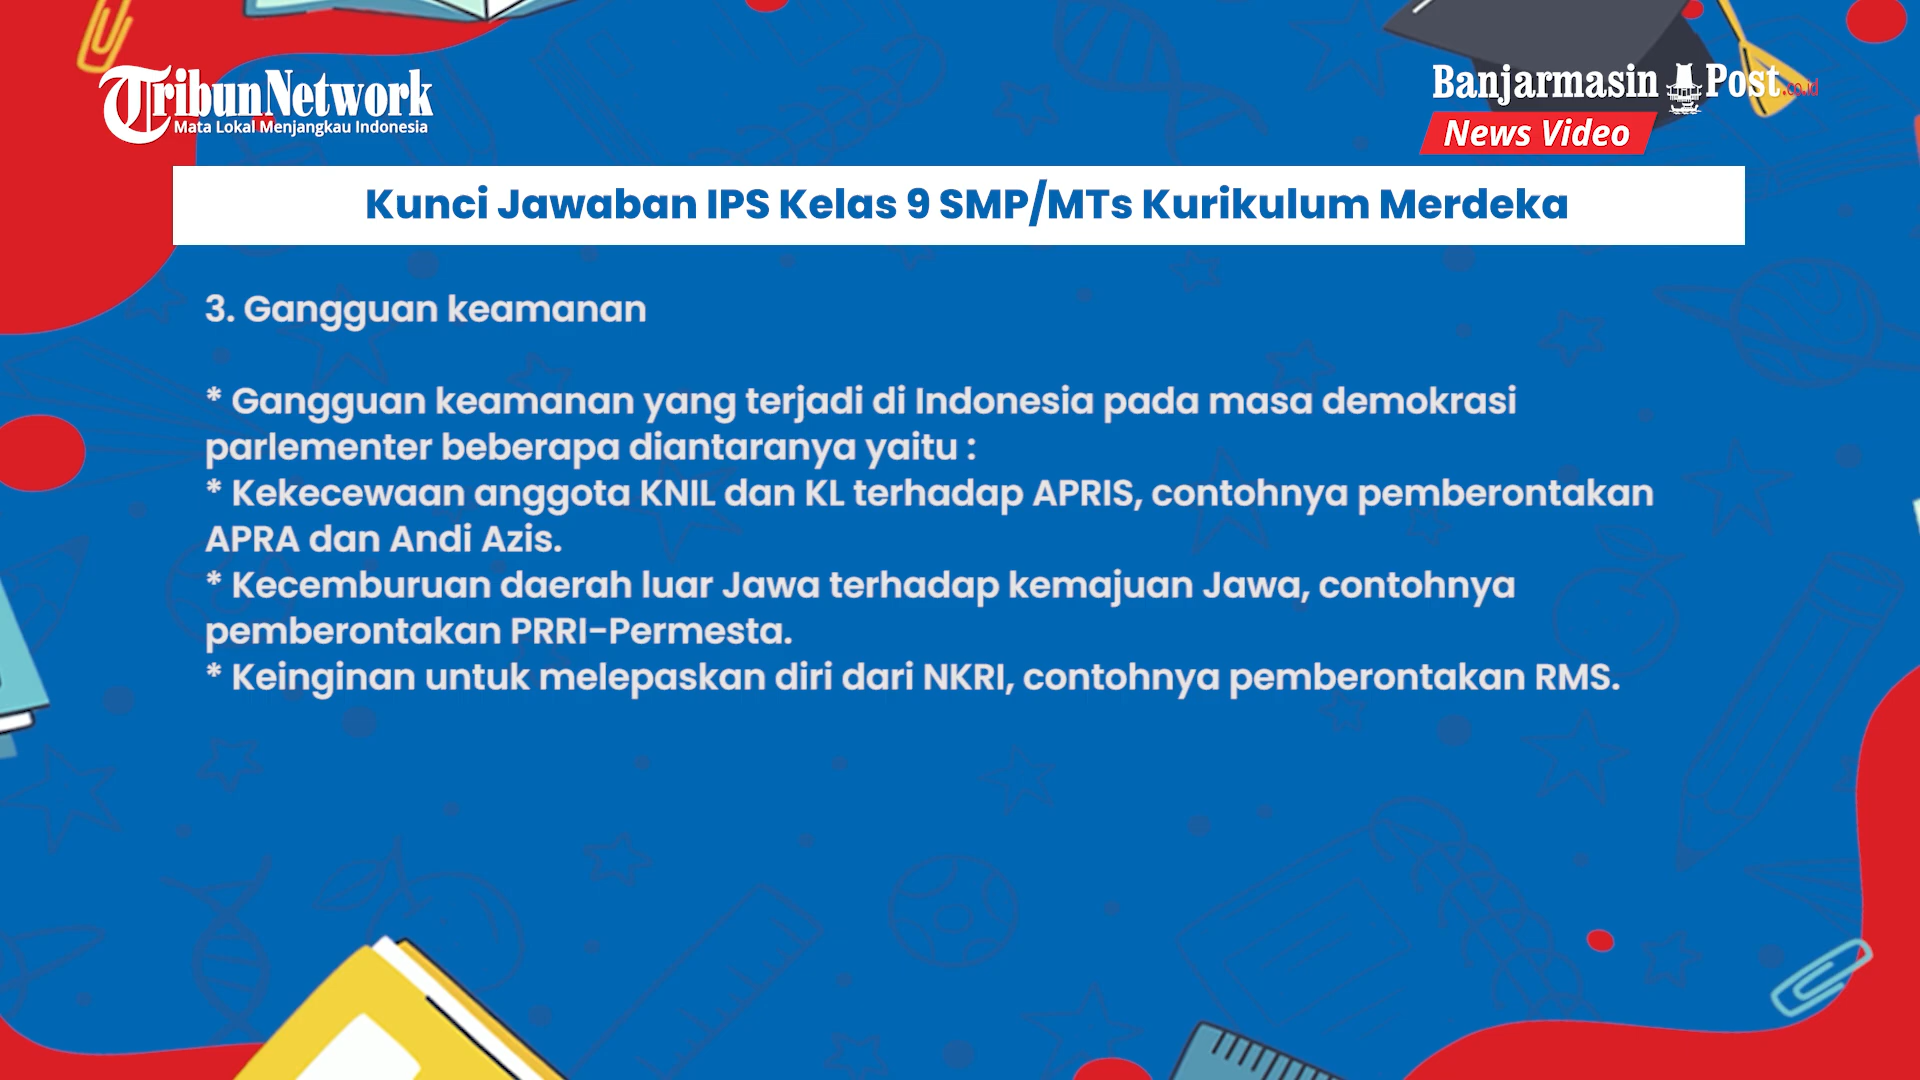 TribunNetwork
Mata Lokal Menjangkau Indonesia
Banjarmasin Post.co.id
News Video
Kunci Jawaban IPS Kelas 9 SMP/MTs Kurikulum Merdeka
3. Gangguan keamanan
* Gangguan keamanan yang terjadi di Indonesia pada masa demokrasi
parlementer beberapa diantaranya yaitu :
* Kekecewaan anggota KNIL dan KL terhadap APRIS, contohnya pemberontakan
APRA dan Andi Azis.
* Kecemburuan daerah luar Jawa terhadap kemajuan Jawa, contohnya
pemberontakan PRRI-Permesta.
* Keinginan untuk melepaskan diri dari NKRI, contohnya pemberontakan RMS.